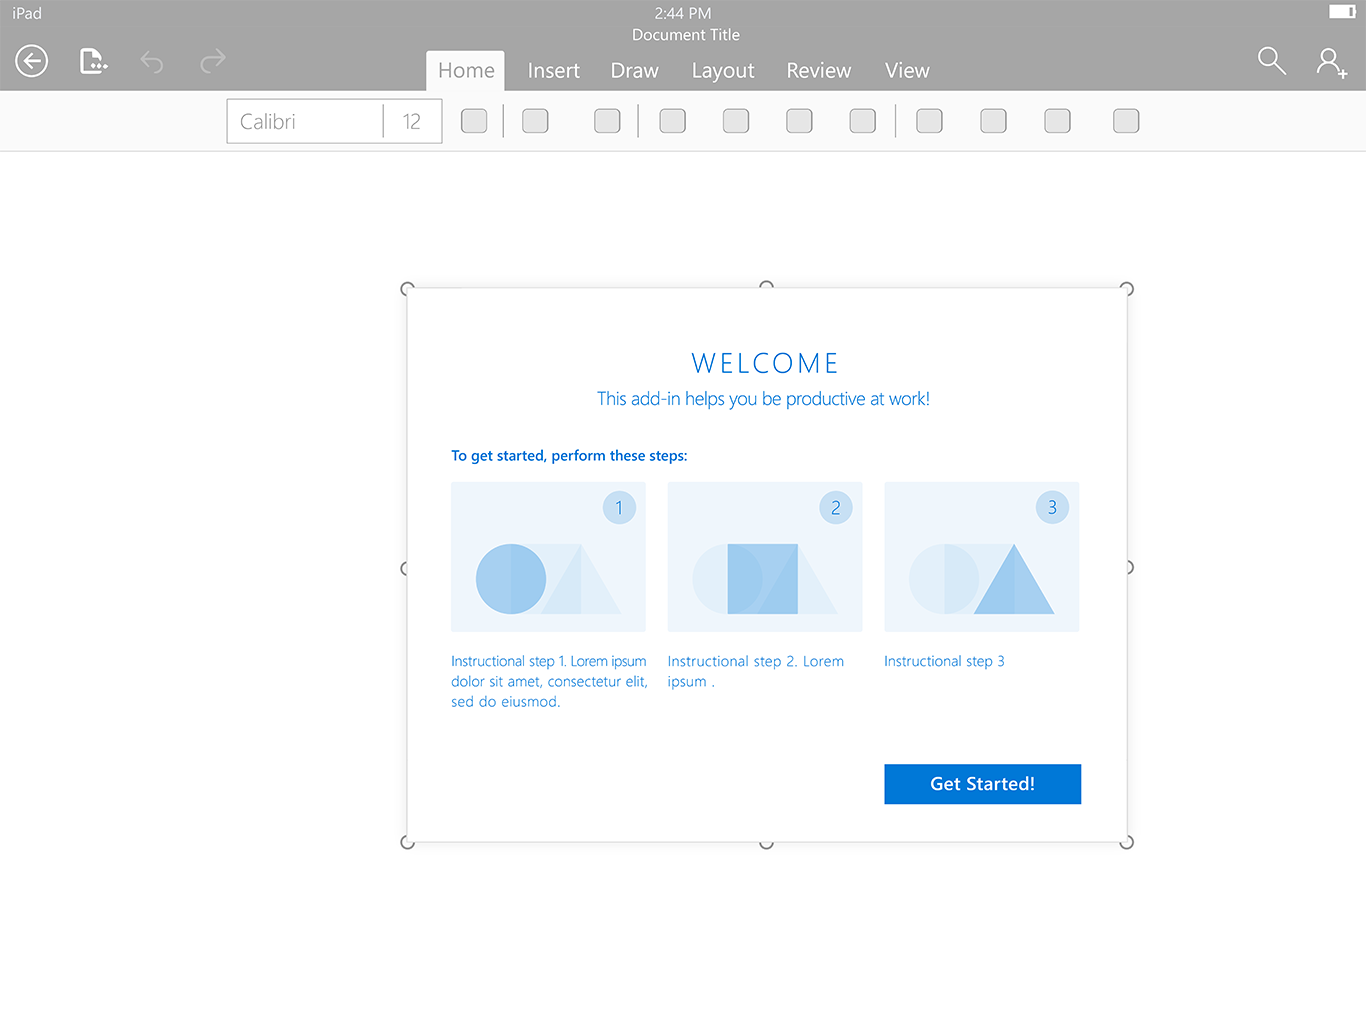 iPad
2:44 PM
Document Title
Home Insert Draw Layout Review View
Calibri 12
WELCOME
This add-in helps you be productive at work!
To get started, perform these steps:
1
2
3
Instructional step 1. Lorem ipsum
dolor sit amet, consectetur elit,
sed do eiusmod.
Instructional step 2. Lorem
ipsum .
Instructional step 3
Get Started!